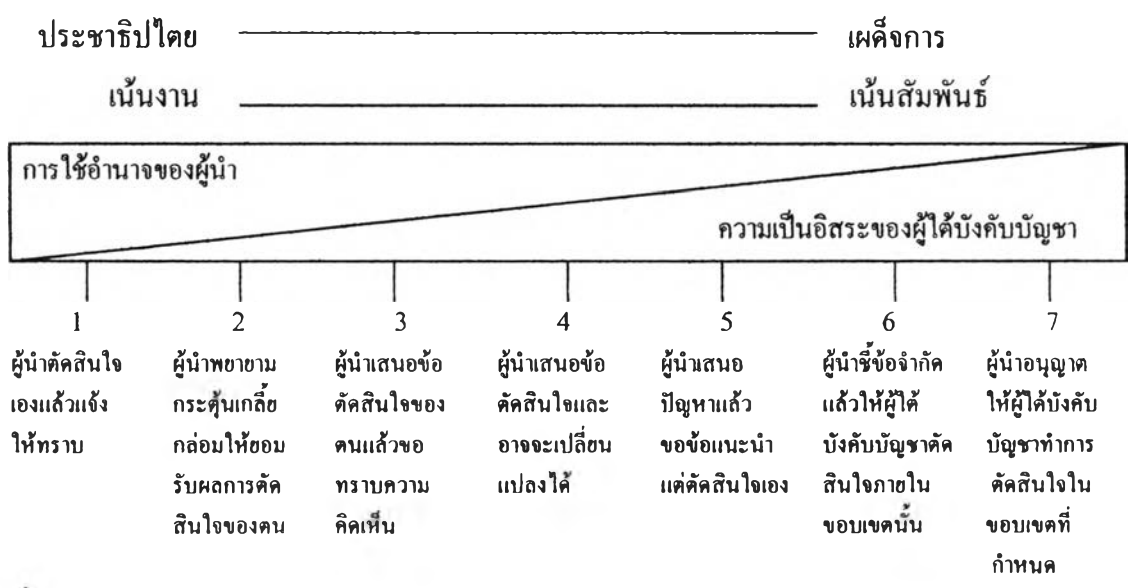 ประชาธิปไตย เผด็จการ
เน้นงาน เน้นสัมพันธ์
การใช้อำนาจของผู้นำ
ความเป็นอิสระของผู้ใต้บังคับบัญชา
1 2 3 4 5 6 7
ผู้นำตัดสินใจ
เองแล้วแจ้ง
ให้ทราบ
ผู้นำพยายาม
กระตุ้นเกลี้ย
กล่อมให้ยอม
รับผลการตัด
สินใจของตน
ผู้นำเสนอข้อ
ตัดสินใจของ
ตนแล้วขอ
ทราบความ
คิดเห็น
ผู้นำเสนอข้อ
ตัดสินใจและ
อาจจะเปลี่ยน
แปลงได้
ผู้นำเสนอ
ปัญหาแล้ว
ขอข้อแนะนำ
แต่ตัดสินใจเอง
ผู้นำชี้ข้อจำกัด
แล้วให้ผู้ใต้
บังคับบัญชาตัด
สินใจภายใน
ขอบเขตนั้น
ผู้นำอนุญาต
ให้ผู้ใต้บังคับ
บัญชาทำการ
ตัดสินใจใน
ขอบเขตที่
กำหนด